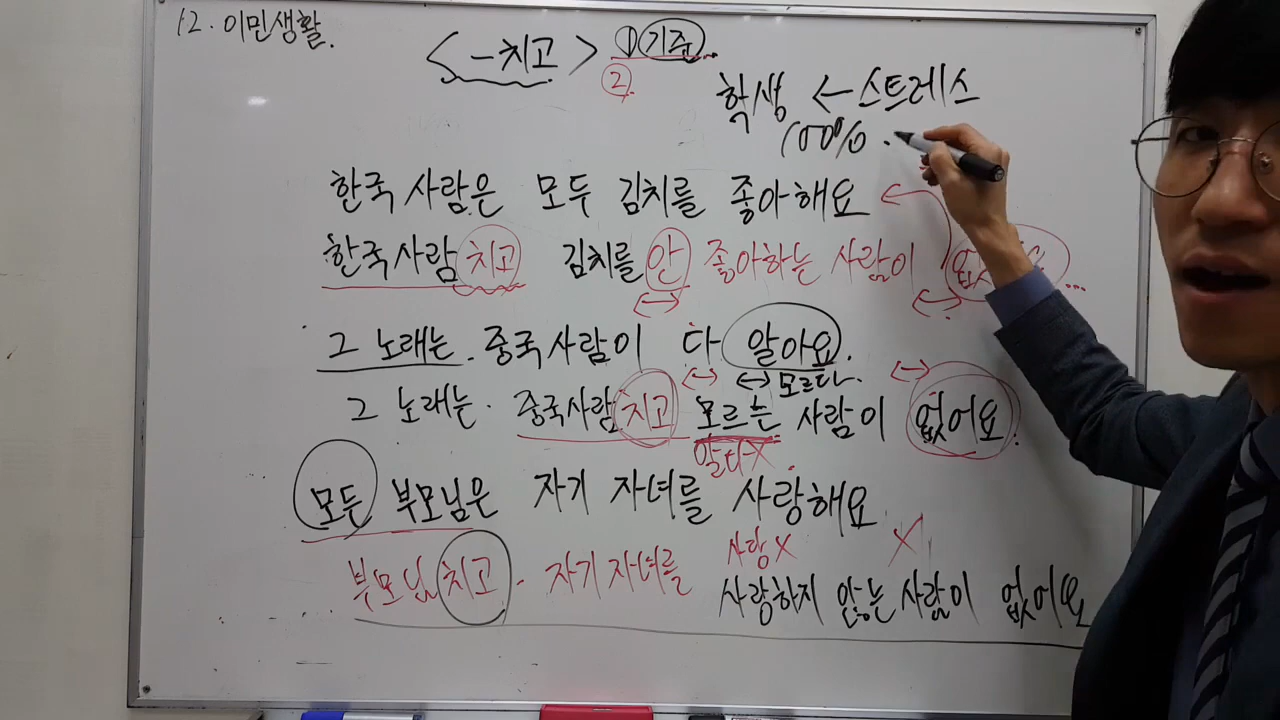 12. 이민생활.
<-치고> ①기준...
②.
학생 ← 스트레스
100%.
한국 사람은 모두 김치를 좋아해요
한국사람치고 김치를 안 좋아하는 사람이 ...
그 노래는. 중국사람이 다 알아요.
↔ ↔ 모르다. ↔
그 노래는. 중국사람치고 모르는 사람이 없어요.
알다X
모든 부모님은 자기 자녀를 사랑해요
사랑X X
부모님치고. 자기 자녀를 사랑하지 않는 사람이 없어요